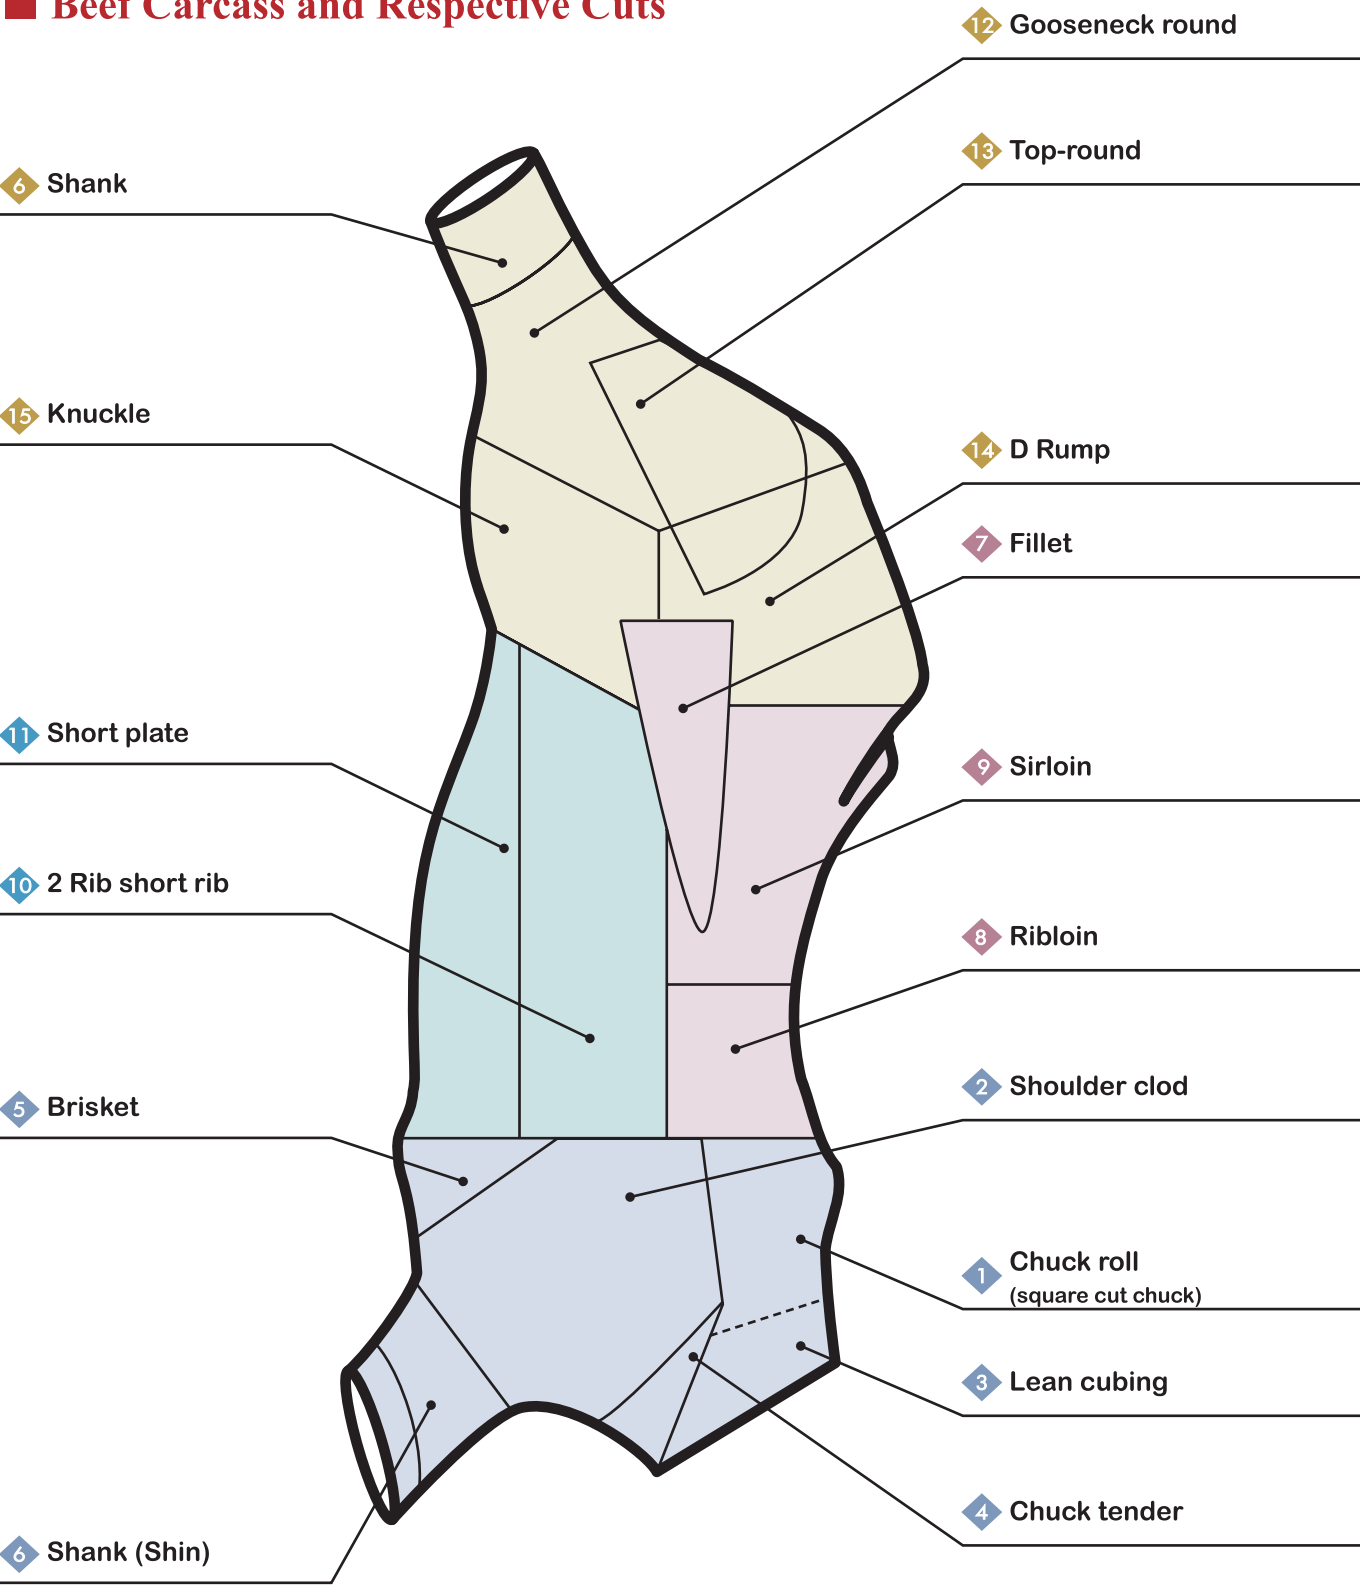 Beef Carcass and Respective Cuts
12 Gooseneck round
13 Top-round
6 Shank
15 Knuckle
14 D Rump
7 Fillet
11 Short plate
9 Sirloin
10 2 Rib short rib
8 Ribloin
5 Brisket
2 Shoulder clod
1 Chuck roll
(square cut chuck)
3 Lean cubing
4 Chuck tender
6 Shank (Shin)